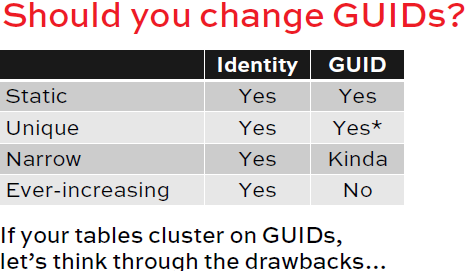 Should you change GUIDs?
Identity GUID
Static Yes Yes
Unique Yes Yes*
Narrow Yes Kinda
Ever-increasing Yes No
If your tables cluster on GUIDs,
let's think through the drawbacks...